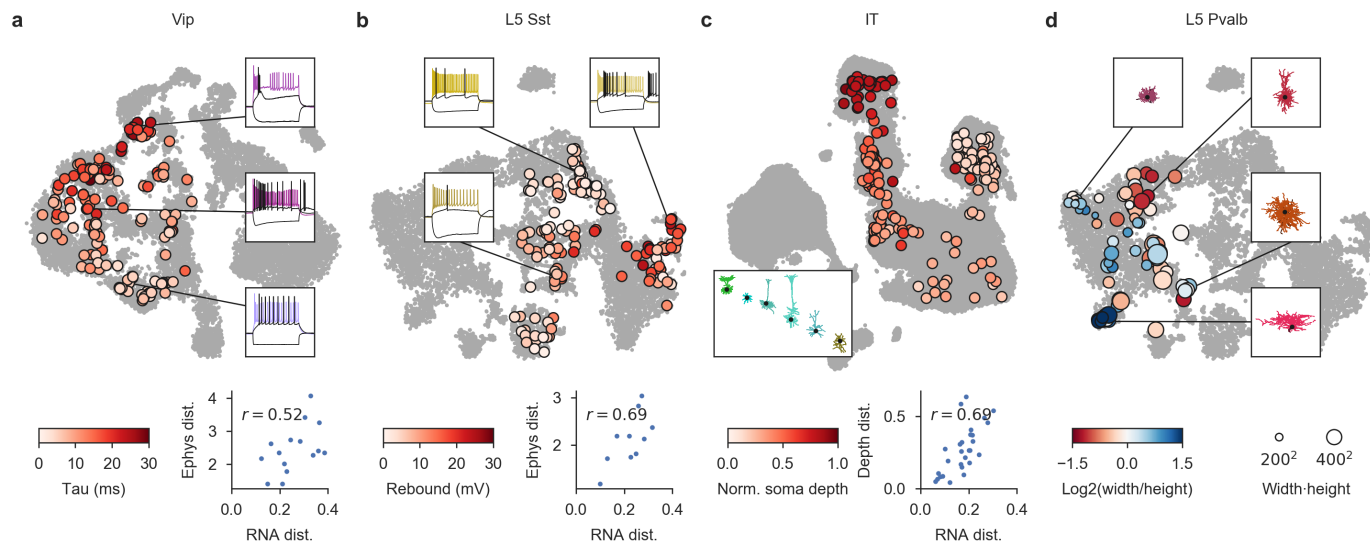 a Vip b L5 Sst c IT d L5 Pvalb
r = 0.52
Ephys dist.
4
3
2
0.0 0.2 0.4
RNA dist.
0 10 20 30
Tau (ms)
r = 0.69
Ephys dist.
3
2
0.0 0.2 0.4
RNA dist.
0 10 20 30
Rebound (mV)
r = 0.69
Depth dist.
0.5
0.0
0.0 0.2 0.4
RNA dist.
0.0 0.5 1.0
Norm. soma depth
−1.5 0.0 1.5
Log2(width/height)
200² 400²
Width·height